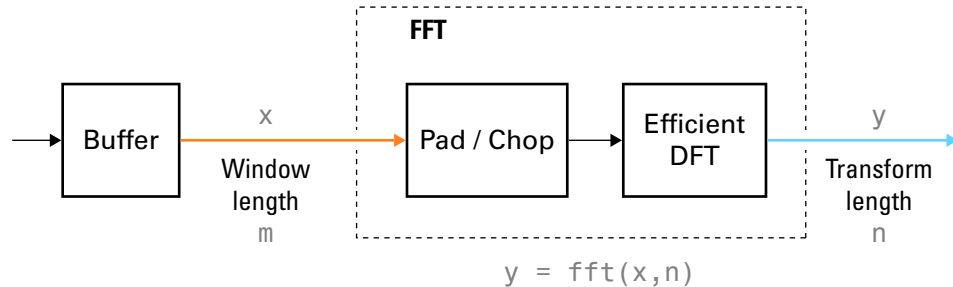 FFT
Buffer
x
Window
length
m
Pad / Chop
Efficient
DFT
y
Transform
length
n
y = fft(x,n)